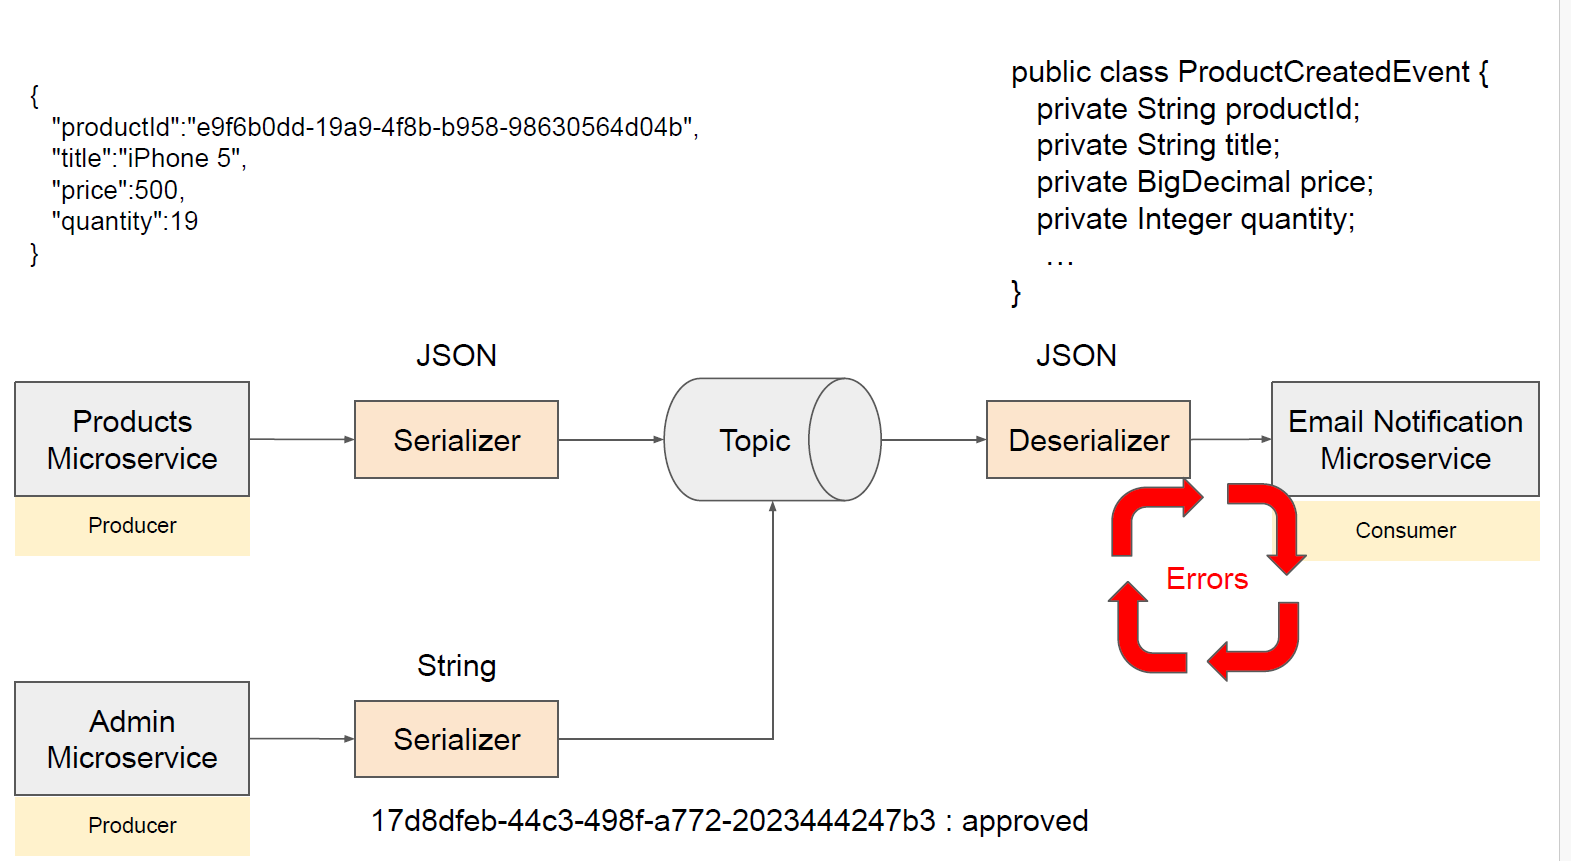 {
"productId":"e9f6b0dd-19a9-4f8b-b958-98630564d04b",
"title":"iPhone 5",
"price":500,
"quantity":19
}
public class ProductCreatedEvent {
private String productId;
private String title;
private BigDecimal price;
private Integer quantity;
…
}
JSON
JSON
Products
Microservice
Serializer
Topic
Deserializer
Email Notification
Microservice
Producer
Consumer
Errors
String
Admin
Microservice
Serializer
Producer
17d8dfeb-44c3-498f-a772-2023444247b3 : approved